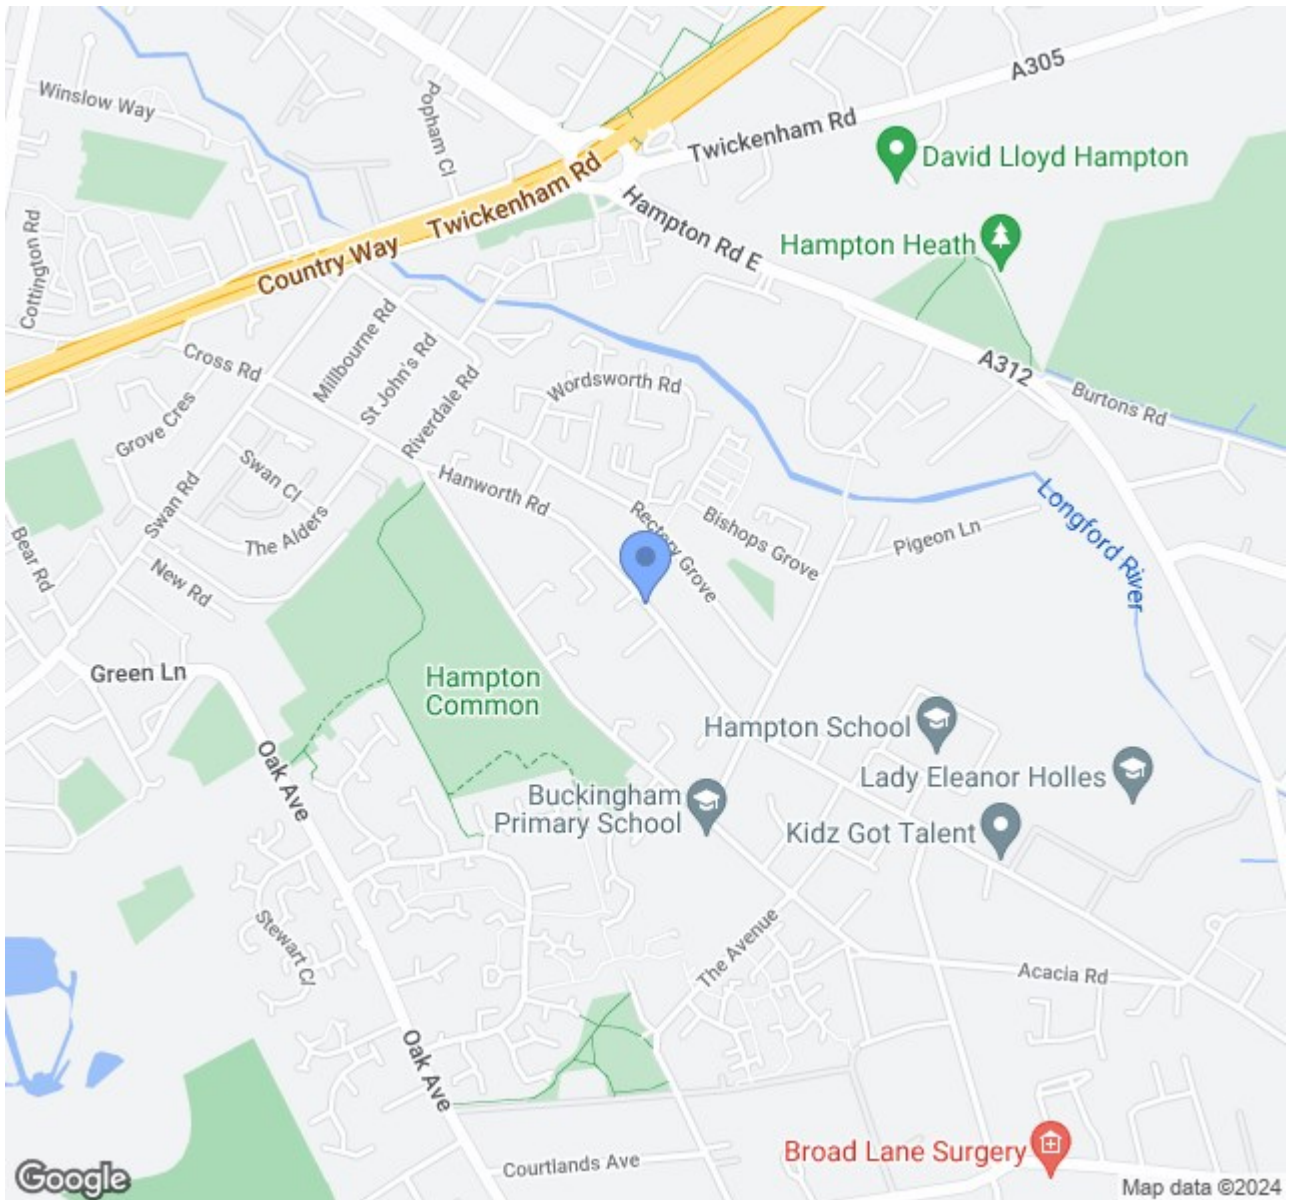 A305
Winslow Way
Popham Cl
Twickenham Rd
David Lloyd Hampton
Twickenham Rd
Hampton Rd E
Cottington Rd
Country Way
Hampton Heath
Millbourne Rd
St John's Rd
Cross Rd
A312
Riverdale Rd
Wordsworth Rd
Burtons Rd
Grove Cres
Swan Cl
Hanworth Rd
Swan Rd
Longford River
The Alders
Rectory Grove
Bishops Grove
Pigeon Ln
Bear Rd
New Rd
Green Ln
Hampton
Common
Hampton School
Oak Ave
Lady Eleanor Holles
Buckingham
Primary School
Kidz Got Talent
Stewart Cl
The Avenue
Acacia Rd
Oak Ave
Broad Lane Surgery
Courtlands Ave
Google
Map data ©2024